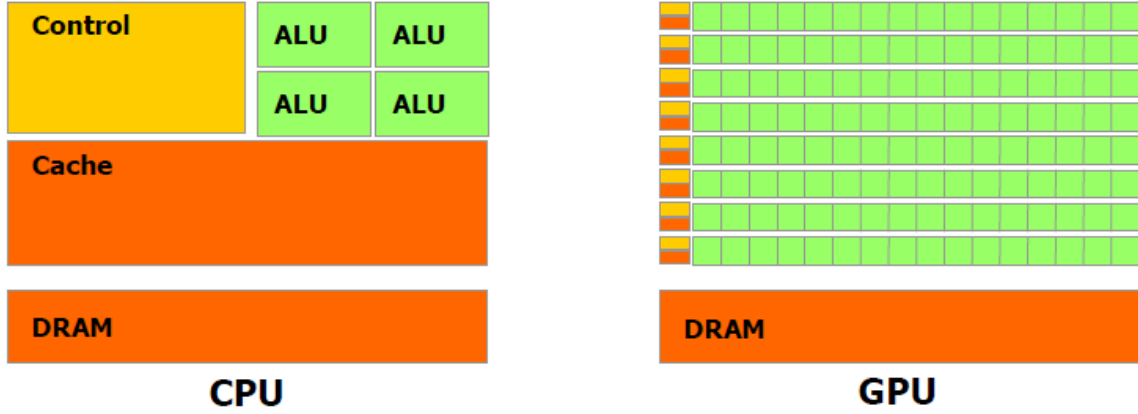 Control
ALU ALU
ALU ALU
Cache
DRAM
CPU
DRAM
GPU